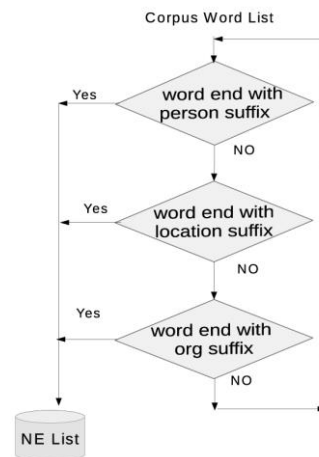 Corpus Word List
Yes
word end with
person suffix
NO
Yes
word end with
location suffix
NO
Yes
word end with
org suffix
NO
NE List